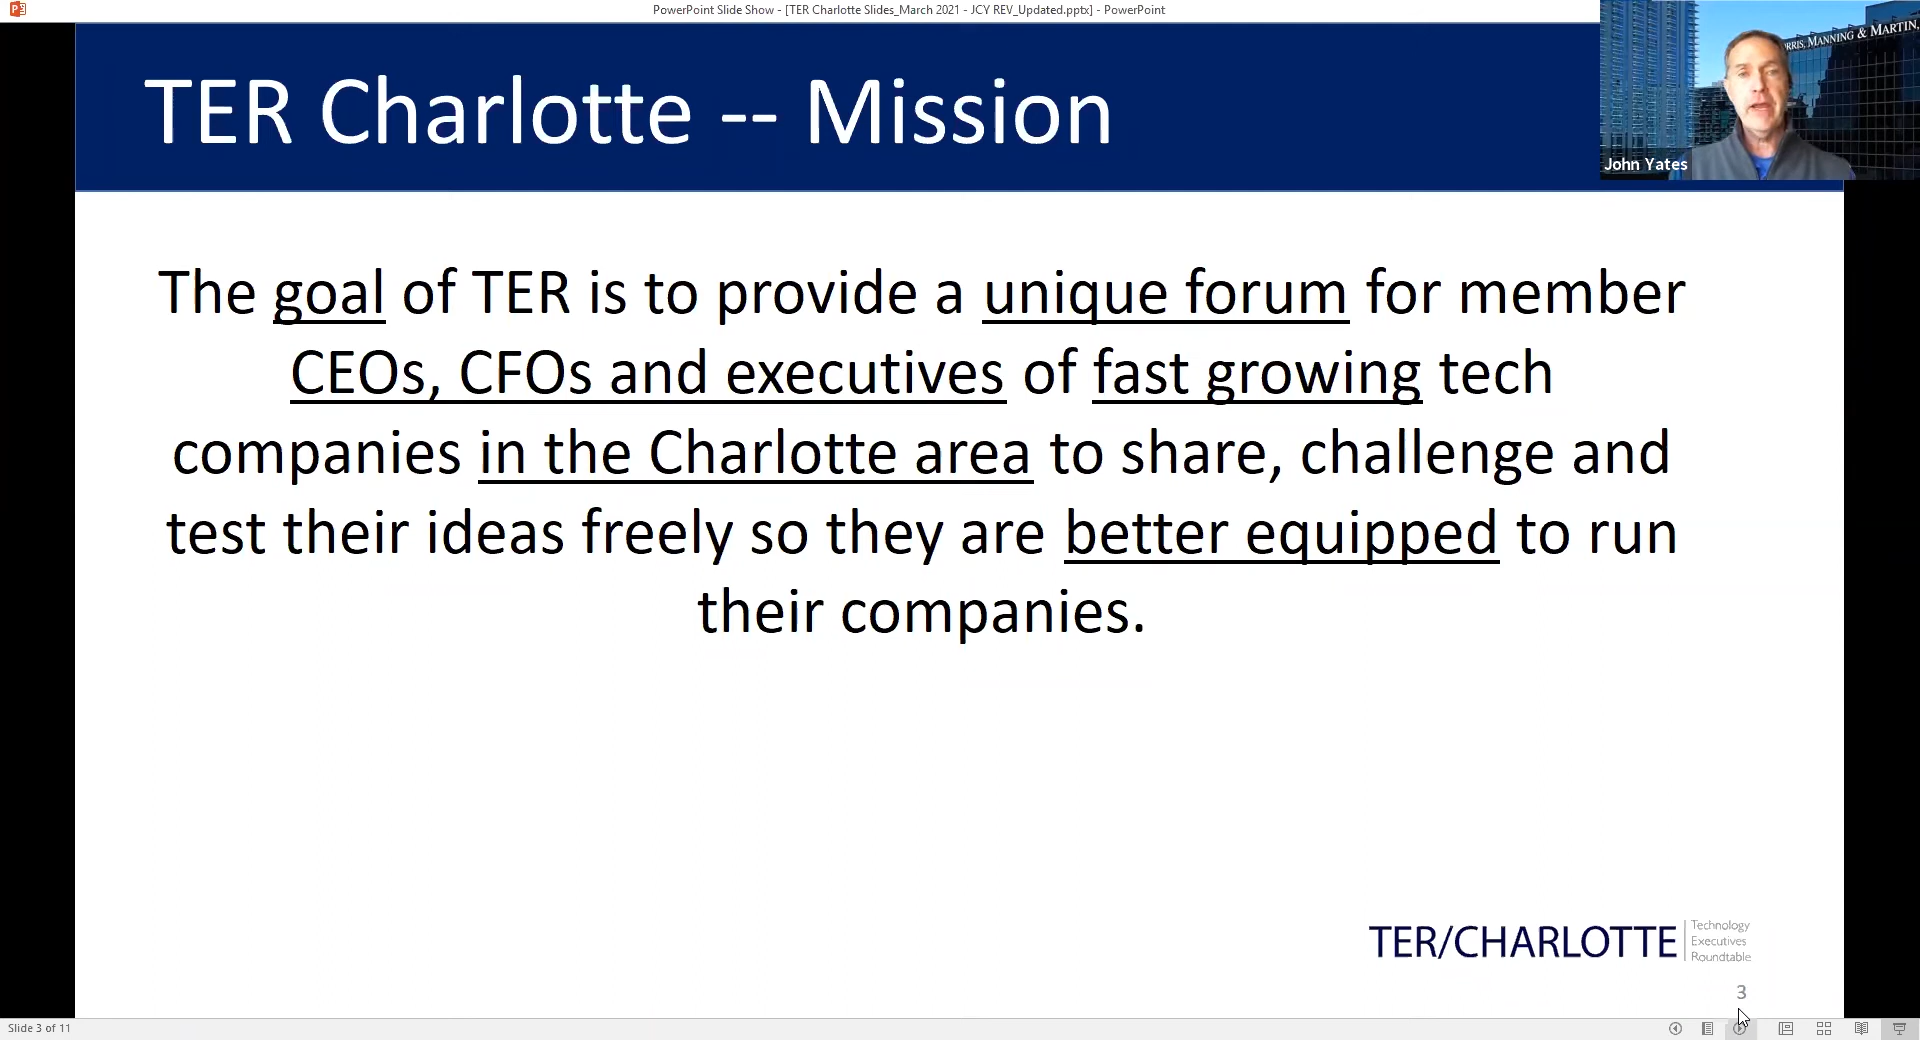 PowerPoint Slide Show - [TER Charlotte Slides_March 2021 - JCY REV_Updated.pptx] - PowerPoint
TER Charlotte -- Mission
MANNING & MARTIN,
John Yates
The goal of TER is to provide a unique forum for member
CEOs, CFOs and executives of fast growing tech
companies in the Charlotte area to share, challenge and
test their ideas freely so they are better equipped to run
their companies.
TER/CHARLOTTE
Technology
Executives
Roundtable
3
Slide 3 of 11